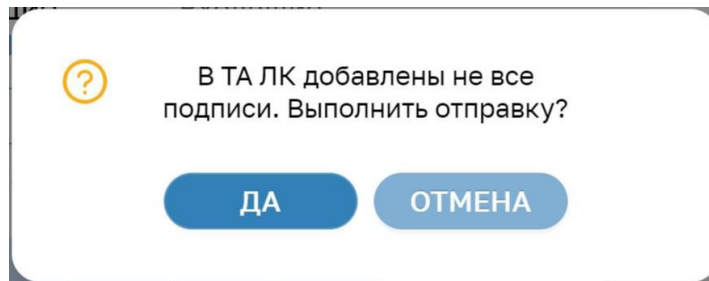 ?
В ТА ЛК добавлены не все
подписи. Выполнить отправку?
ДА
ОТМЕНА